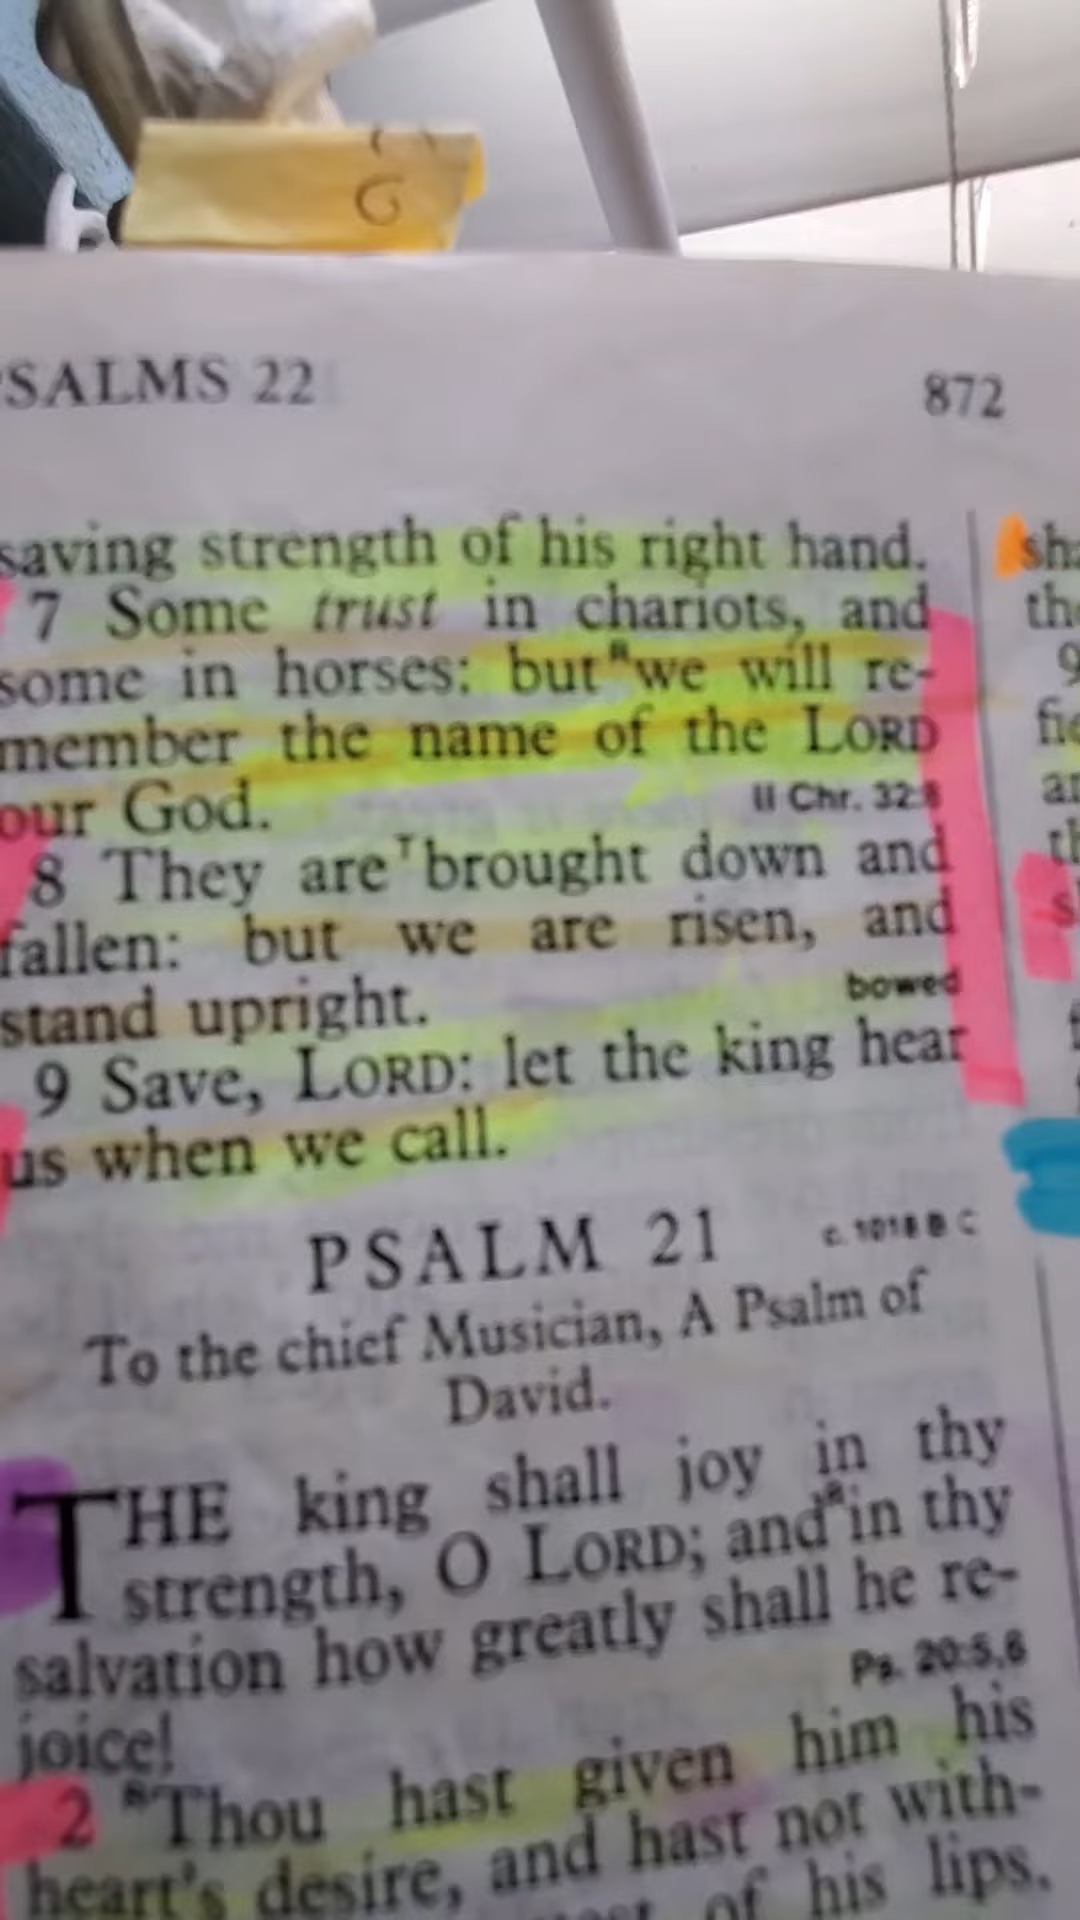 G
PSALMS 22
872
saving strength of his right hand.
7 Some trust in chariots, and
some in horses: but R we will re-
member the name of the LORD
our God. II Chr. 32:8
8 They are T brought down and
fallen: but we are risen, and
stand upright. bowed
9 Save, LORD: let the king hear
us when we call.
PSALM 21 c. 1018 B C
To the chief Musician, A Psalm of
David.
THE king shall joy in thy
strength, O LORD; and R in thy
salvation how greatly shall he re-
joice! Ps. 20:5,6
2 R Thou hast given him his
heart's desire, and hast not with-
of his lips.
th
9